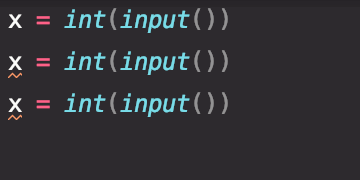 x = int(input())
x = int(input())
x = int(input())